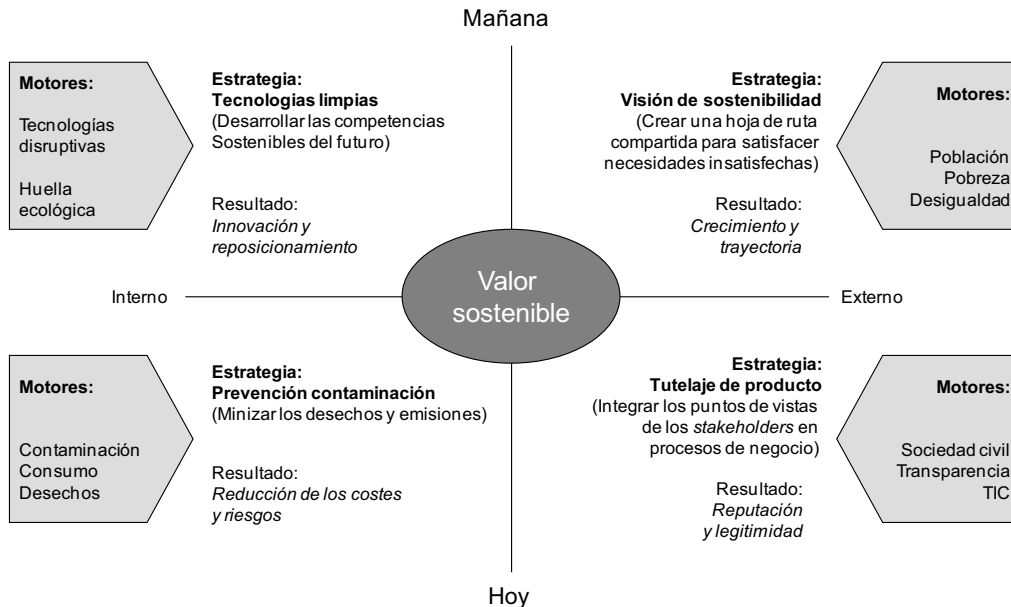 Mañana
Motores:
Tecnologías
disruptivas
Huella
ecológica
Estrategia:
Tecnologias limpias
(Desarrollar las competencias
Sostenibles del futuro)
Resultado:
Innovación y
reposicionamiento
Estrategia:
Visión de sostenibilidad
(Crear una hoja de ruta
compartida para satisfacer
necesidades insatisfechas)
Resultado:
Crecimiento y
trayectoria
Motores:
Población
Pobreza
Desigualdad
Interno
Valor
sostenible
Externo
Motores:
Contaminación
Consumo
Desechos
Estrategia:
Prevención contaminación
(Minizar los desechos y emisiones)
Resultado:
Reducción de los costes
y riesgos
Estrategia:
Tutelaje de producto
(Integrar los puntos de vistas
de los stakeholders en
procesos de negocio)
Resultado:
Reputación
y legitimidad
Motores:
Sociedad civil
Transparencia
TIC
Hoy